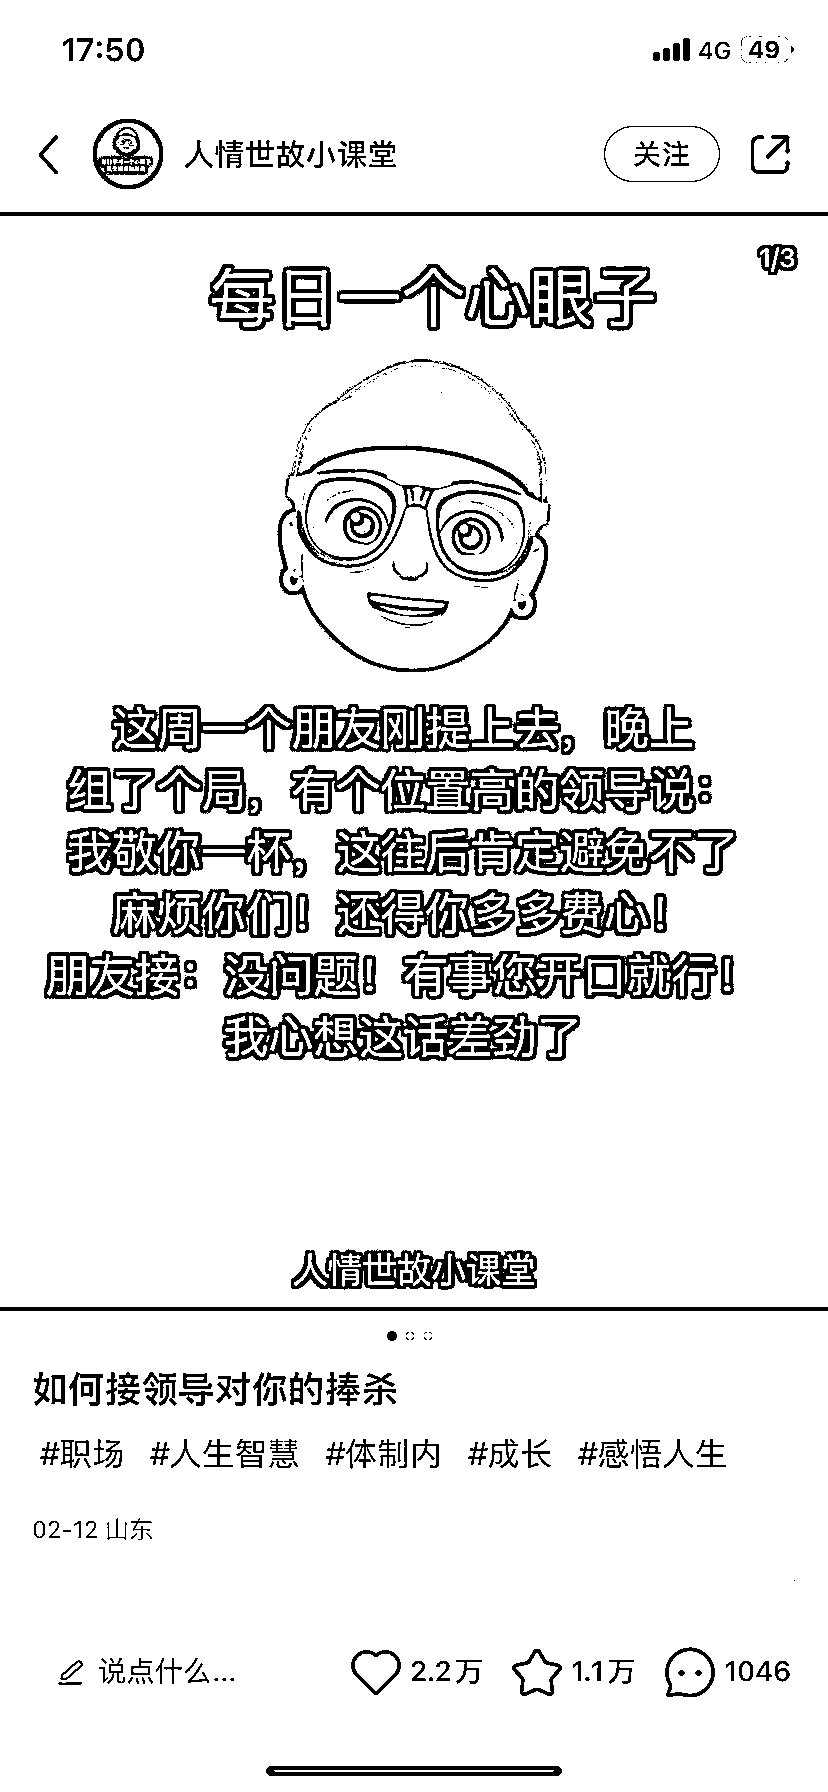 17:50
4G 49
人情世故小课堂
关注
1/3
每日一个心眼子
这周一个朋友刚提上去，晚上
组了个局，有个位置高的领导说：
我敬你一杯，这往后肯定避免不了
麻烦你们！还得你多多费心！
朋友接：没问题！有事您开口就行！
我心想这话差劲了
人情世故小课堂
如何接领导对你的捧杀
#职场 #人生智慧 #体制内 #成长 #感悟人生
02-12 山东
说点什么... 2.2万 1.1万 1046